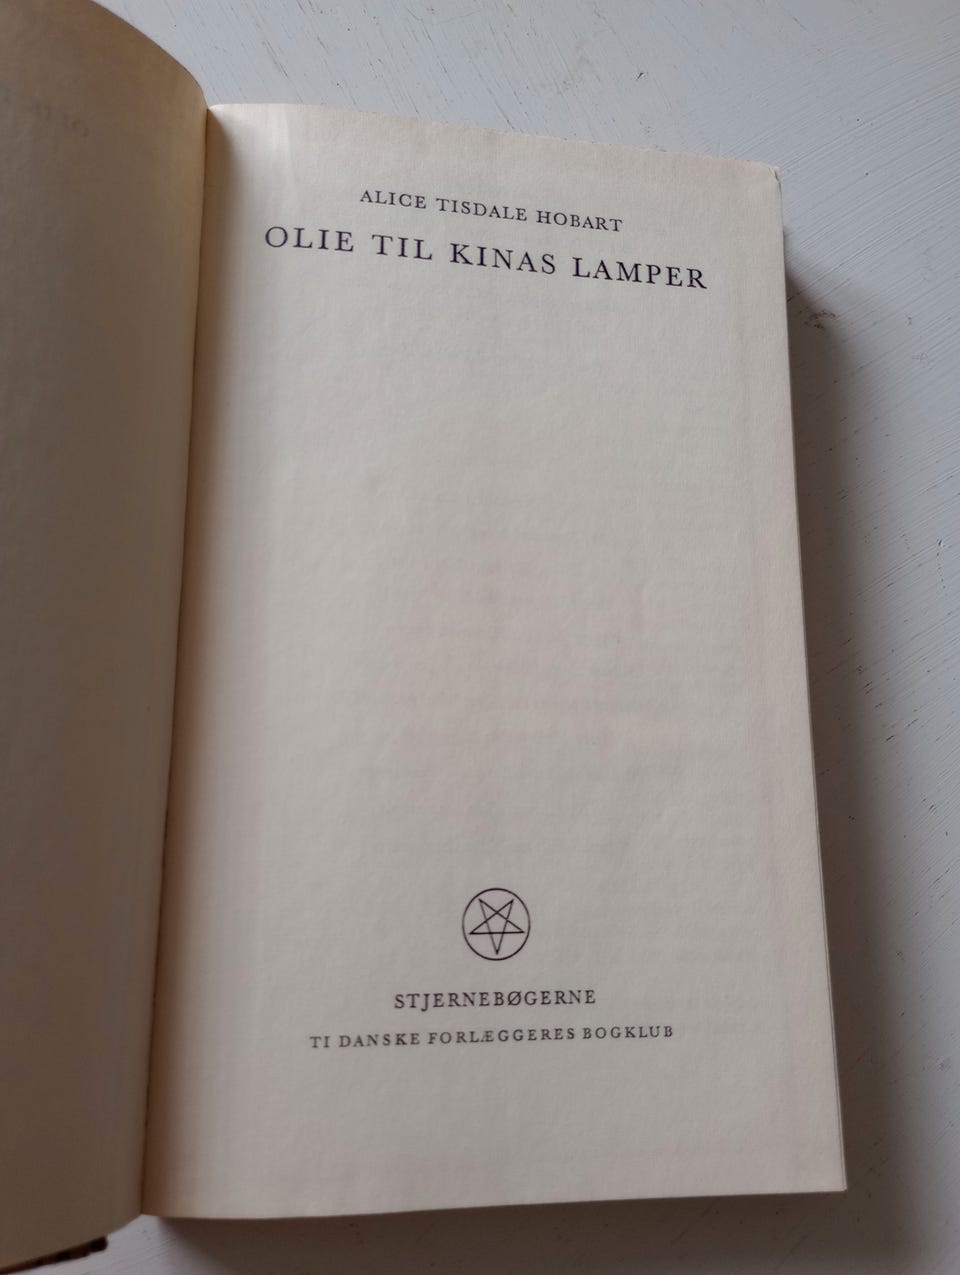 ALICE TISDALE HOBART
OLIE TIL KINAS LAMPER
STJERNEBØGERNE
TI DANSKE FORLÆGGERES BOGKLUB